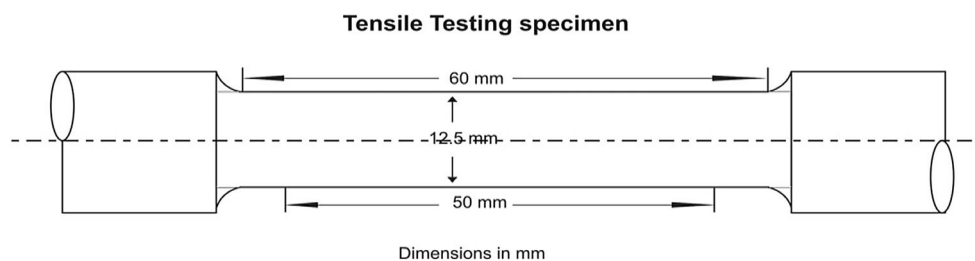 Tensile Testing specimen
60 mm
12.5 mm
50 mm
Dimensions in mm